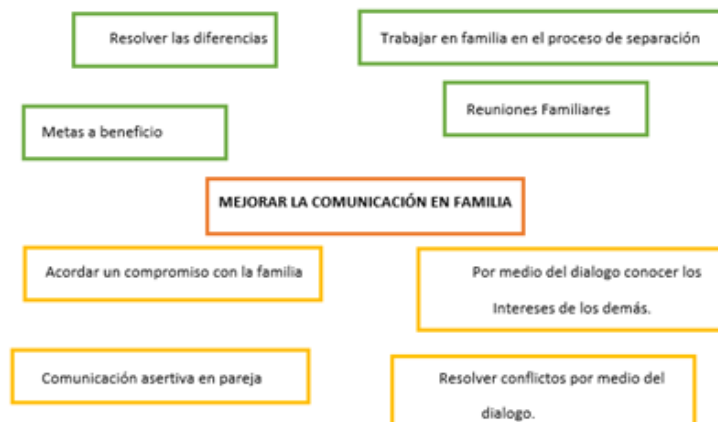 Resolver las diferencias
Trabajar en familia en el proceso de separación
Metas a beneficio
Reuniones Familiares
MEJORAR LA COMUNICACIÓN EN FAMILIA
Acordar un compromiso con la familia
Por medio del dialogo conocer los
Intereses de los demás.
Comunicación asertiva en pareja
Resolver conflictos por medio del
dialogo.